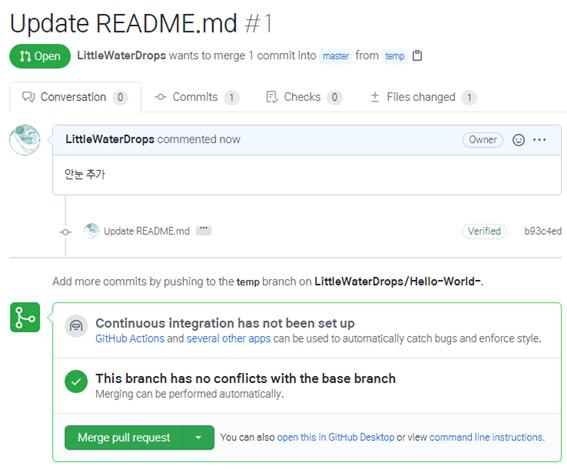 Update README.md #1
Open LittleWaterDrops wants to merge 1 commit into master from temp
Conversation 0 Commits 1 Checks 0 Files changed 1
LittleWaterDrops commented now Owner
안눈 추가
Update README.md ... Verified b93c4ed
Add more commits by pushing to the temp branch on LittleWaterDrops/Hello-World-.
Continuous integration has not been set up
GitHub Actions and several other apps can be used to automatically catch bugs and enforce style.
This branch has no conflicts with the base branch
Merging can be performed automatically.
Merge pull request You can also open this in GitHub Desktop or view command line instructions.